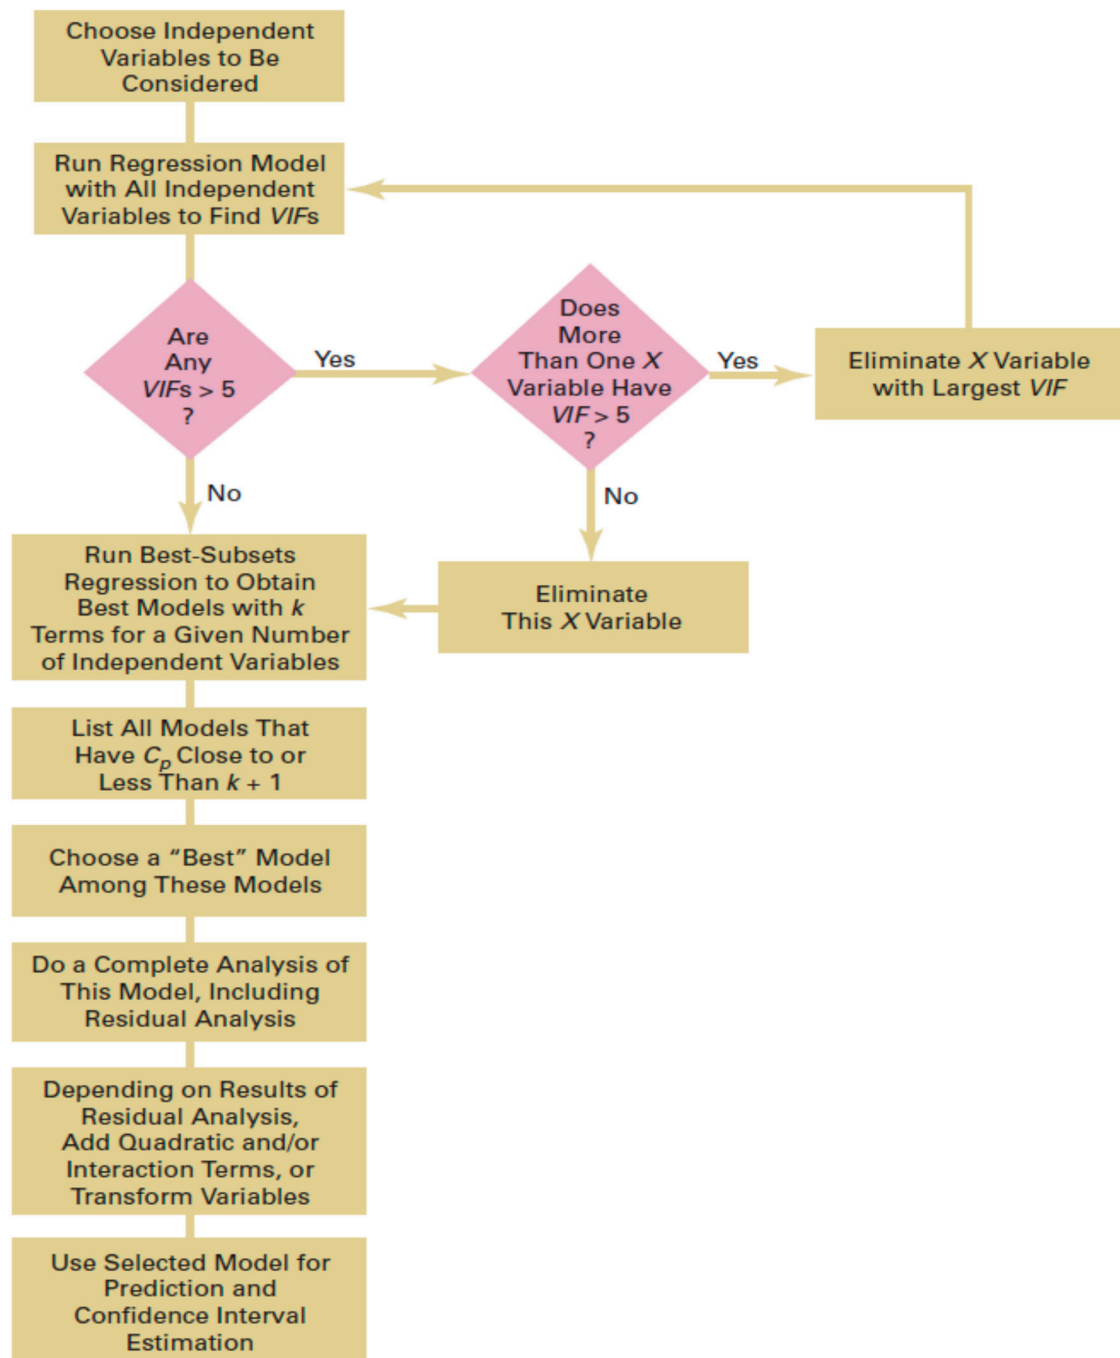 Choose Independent
Variables to Be
Considered
Run Regression Model
with All Independent
Variables to Find VIFs
Are
Any
VIFs > 5
?
Yes
Does
More
Than One X
Variable Have
VIF > 5
?
Yes
Eliminate X Variable
with Largest VIF
No
No
Run Best-Subsets
Regression to Obtain
Best Models with k
Terms for a Given Number
of Independent Variables
Eliminate
This X Variable
List All Models That
Have Cp Close to or
Less Than k + 1
Choose a “Best” Model
Among These Models
Do a Complete Analysis of
This Model, Including
Residual Analysis
Depending on Results of
Residual Analysis,
Add Quadratic and/or
Interaction Terms, or
Transform Variables
Use Selected Model for
Prediction and
Confidence Interval
Estimation